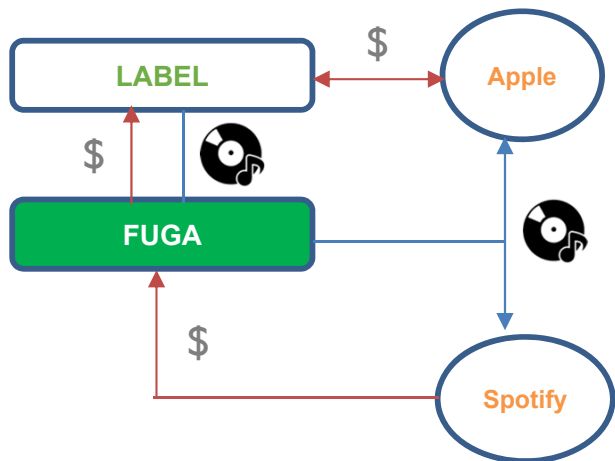 $
LABEL
Apple
$
FUGA
$
Spotify